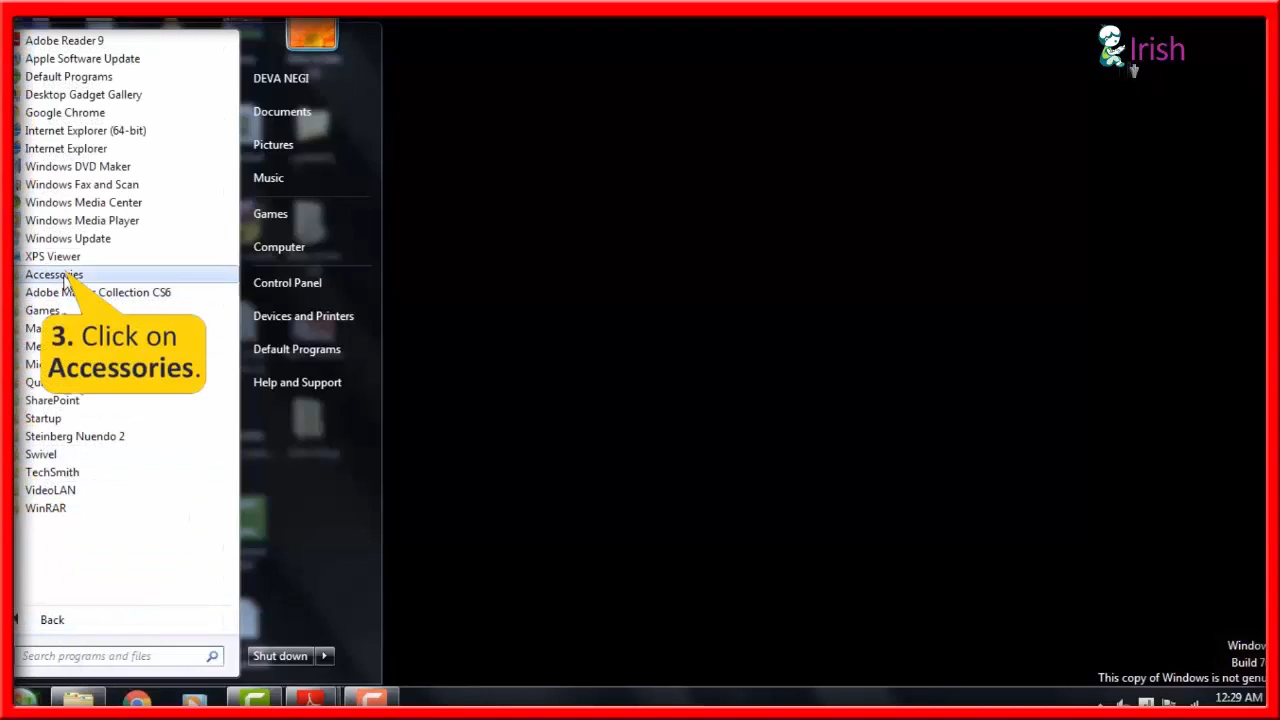 Irish
Adobe Reader 9
Apple Software Update
Default Programs
Desktop Gadget Gallery
Google Chrome
Internet Explorer (64-bit)
Internet Explorer
Windows DVD Maker
Windows Fax and Scan
Windows Media Center
Windows Media Player
Windows Update
XPS Viewer
Accessories
Adobe Collection CS6
Games
3. Click on
Accessories.
SharePoint
Startup
Steinberg Nuendo 2
Swivel
TechSmith
VideoLAN
WinRAR
Back
Search programs and files
DEVA NEGI
Documents
Pictures
Music
Games
Computer
Control Panel
Devices and Printers
Default Programs
Help and Support
Shut down
Window
Build 7
This copy of Windows is not genu
12:29 AM